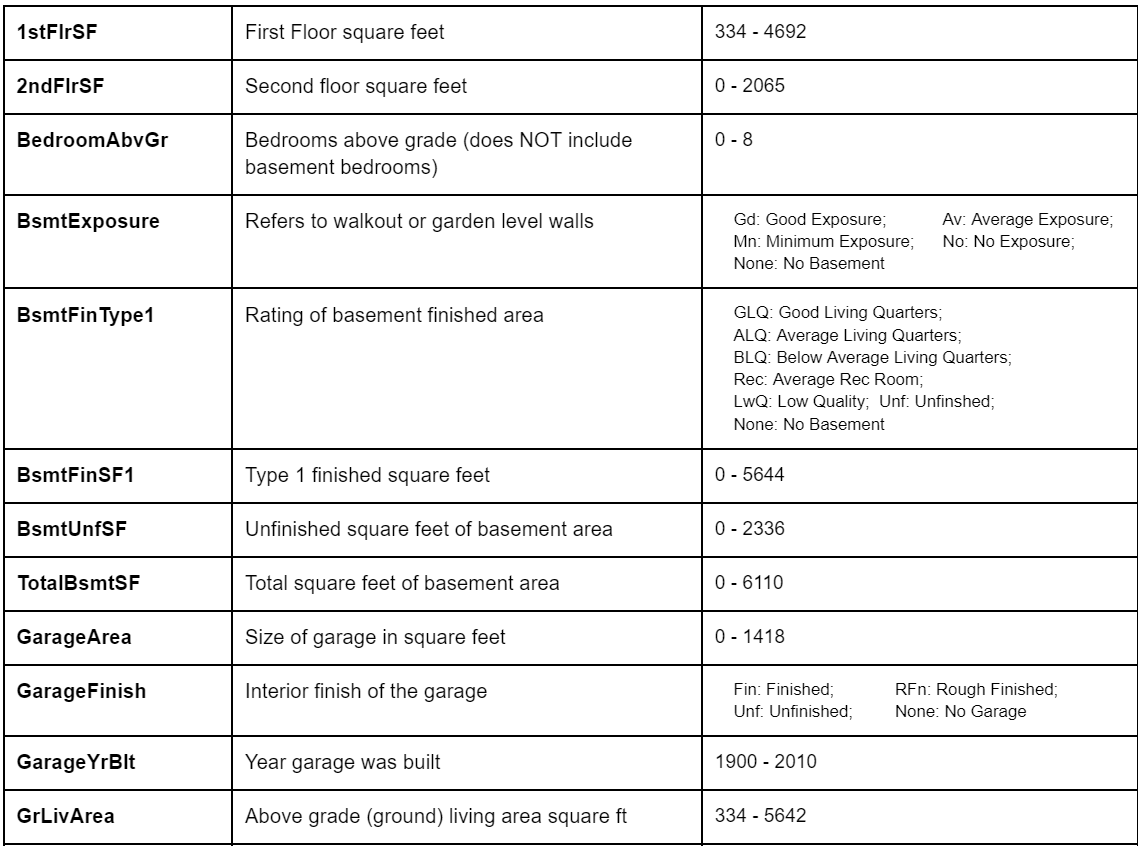 1stFlrSF First Floor square feet 334 - 4692
2ndFlrSF Second floor square feet 0 - 2065
BedroomAbvGr Bedrooms above grade (does NOT include 0 - 8
basement bedrooms)
BsmtExposure Refers to walkout or garden level walls Gd: Good Exposure; Av: Average Exposure;
Mn: Minimum Exposure; No: No Exposure;
None: No Basement
BsmtFinType1 Rating of basement finished area GLQ: Good Living Quarters;
ALQ: Average Living Quarters;
BLQ: Below Average Living Quarters;
Rec: Average Rec Room;
LwQ: Low Quality; Unf: Unfinshed;
None: No Basement
BsmtFinSF1 Type 1 finished square feet 0 - 5644
BsmtUnfSF Unfinished square feet of basement area 0 - 2336
TotalBsmtSF Total square feet of basement area 0 - 6110
GarageArea Size of garage in square feet 0 - 1418
GarageFinish Interior finish of the garage Fin: Finished; RFn: Rough Finished;
Unf: Unfinished; None: No Garage
GarageYrBlt Year garage was built 1900 - 2010
GrLivArea Above grade (ground) living area square ft 334 - 5642